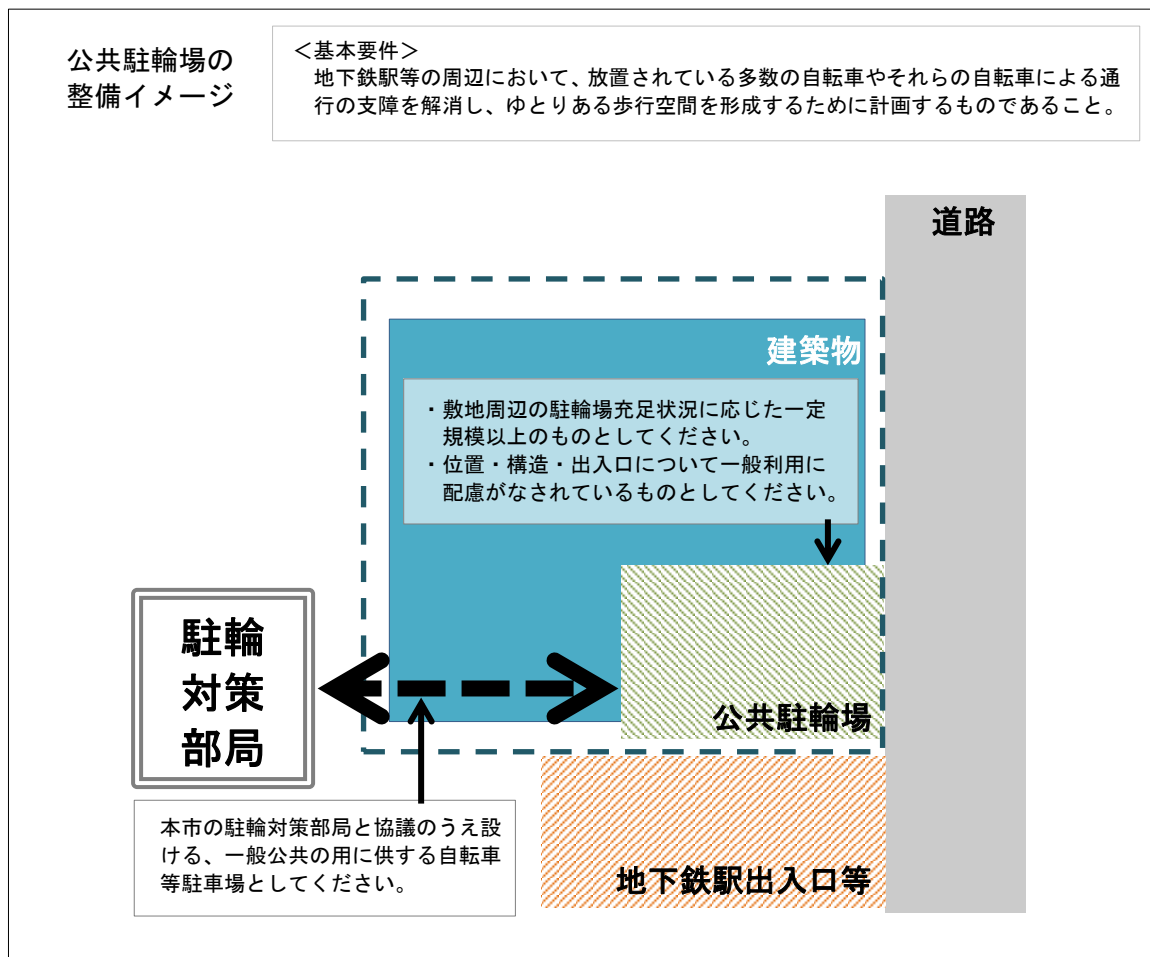 公共駐輪場の
整備イメージ
＜基本要件＞
地下鉄駅等の周辺において、放置されている多数の自転車やそれらの自転車による通
行の支障を解消し、ゆとりある歩行空間を形成するために計画するものであること。
道路
建築物
・敷地周辺の駐輪場充足状況に応じた一定
規模以上のものとしてください。
・位置・構造・出入口について一般利用に
配慮がなされているものとしてください。
駐輪
対策
部局
公共駐輪場
本市の駐輪対策部局と協議のうえ設
ける、一般公共の用に供する自転車
等駐車場としてください。
地下鉄駅出入口等